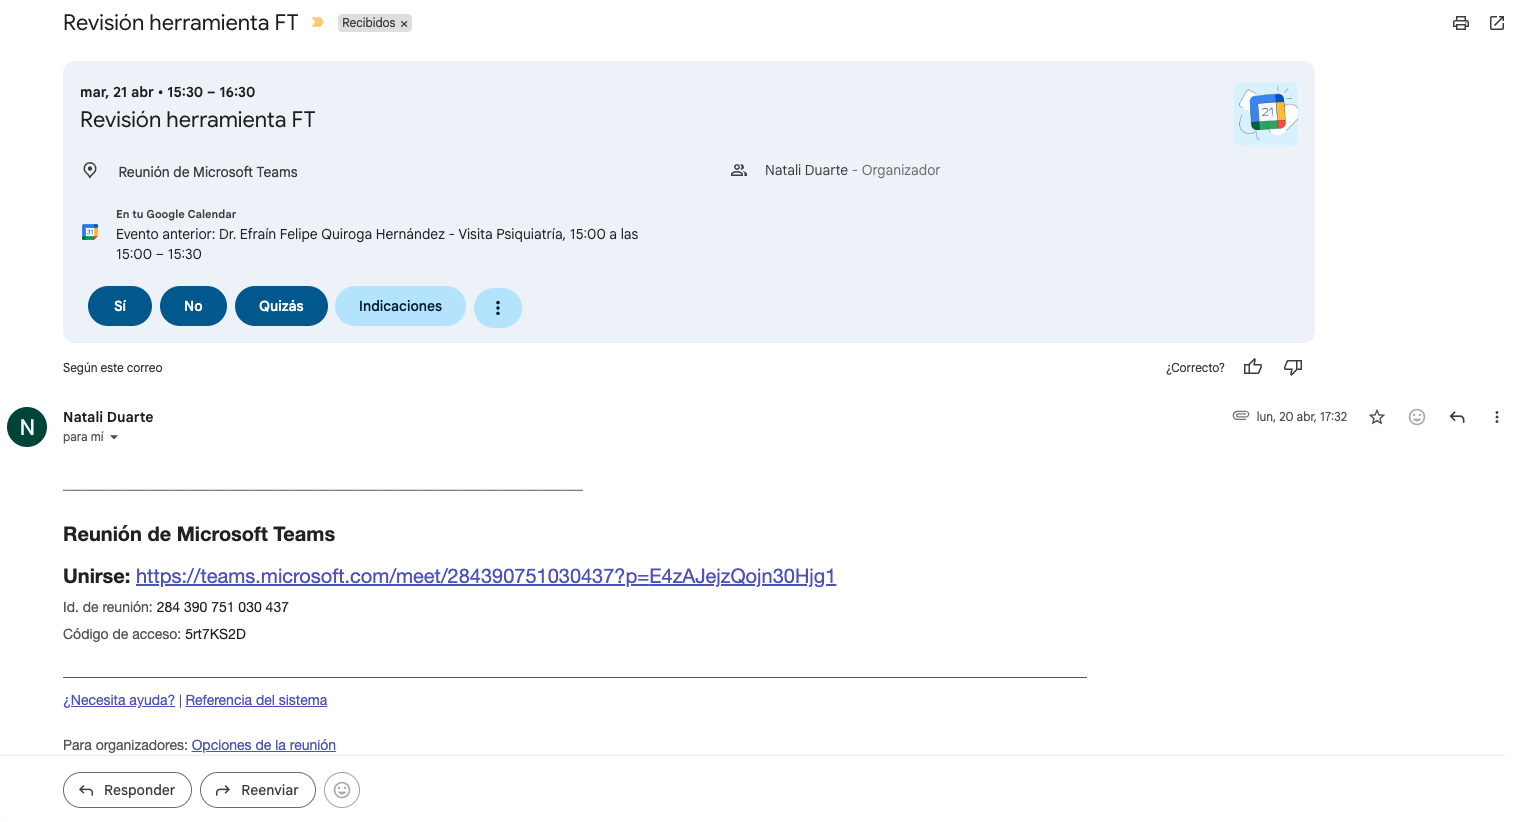 Revisión herramienta FT
Recibidos ×
mar, 21 abr • 15:30 – 16:30
Revisión herramienta FT
21
Reunión de Microsoft Teams
Natali Duarte - Organizador
En tu Google Calendar
31
Evento anterior: Dr. Efraín Felipe Quiroga Hernández - Visita Psiquiatría, 15:00 a las
15:00 – 15:30
Sí
No
Quizás
Indicaciones
Según este correo
¿Correcto?
N
Natali Duarte
lun, 20 abr, 17:32
para mí
Reunión de Microsoft Teams
Unirse: https://teams.microsoft.com/meet/284390751030437?p=E4zAJejzQojn30Hjg1
Id. de reunión: 284 390 751 030 437
Código de acceso: 5rt7KS2D
¿Necesita ayuda? | Referencia del sistema
Para organizadores: Opciones de la reunión
Responder
Reenviar